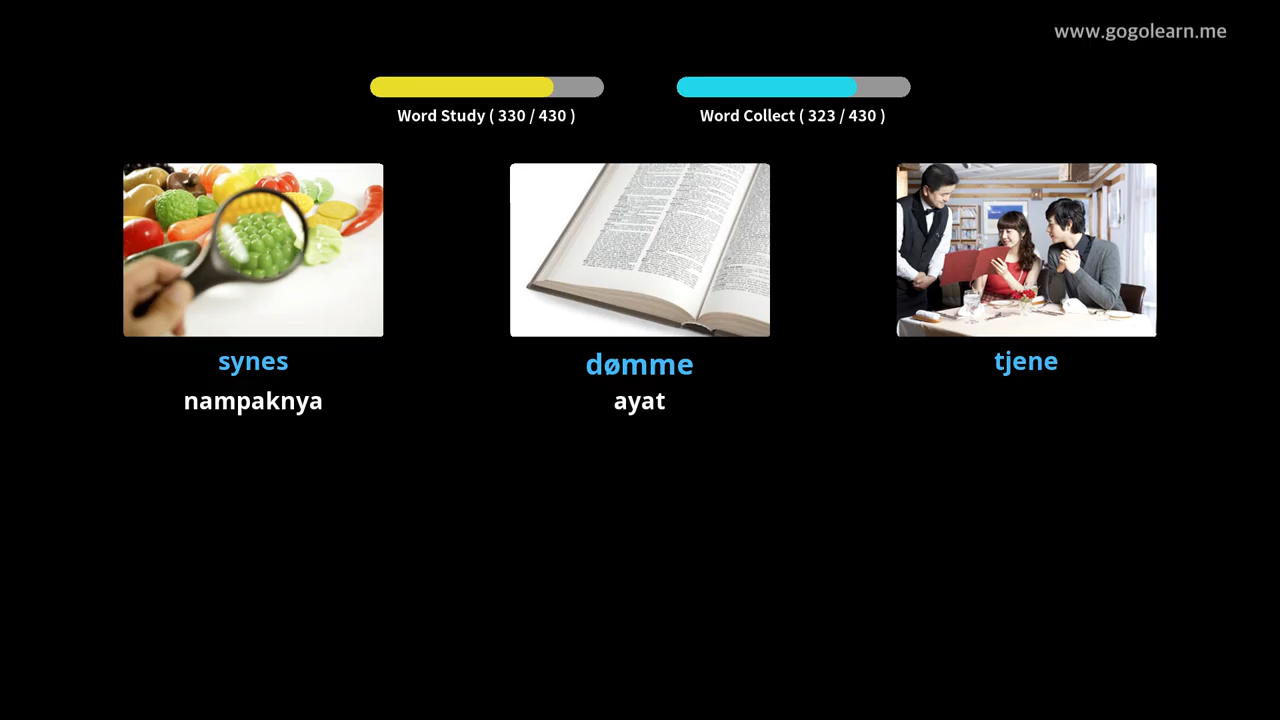 www.gogolearn.me
Word Study ( 330 / 430 )
Word Collect ( 323 / 430 )
synes
dømme
tjene
nampaknya
ayat